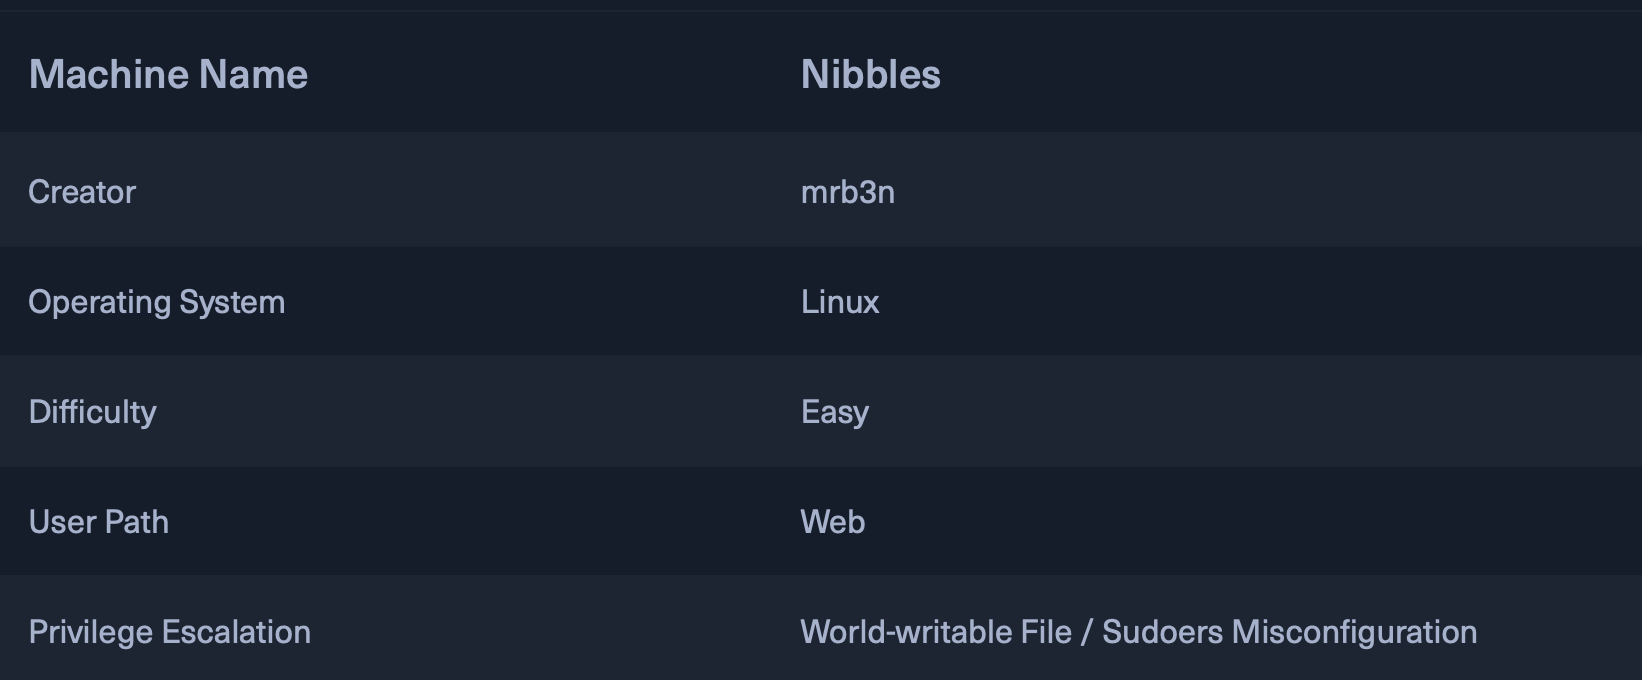 Machine Name Nibbles
Creator mrb3n
Operating System Linux
Difficulty Easy
User Path Web
Privilege Escalation World-writable File / Sudoers Misconfiguration